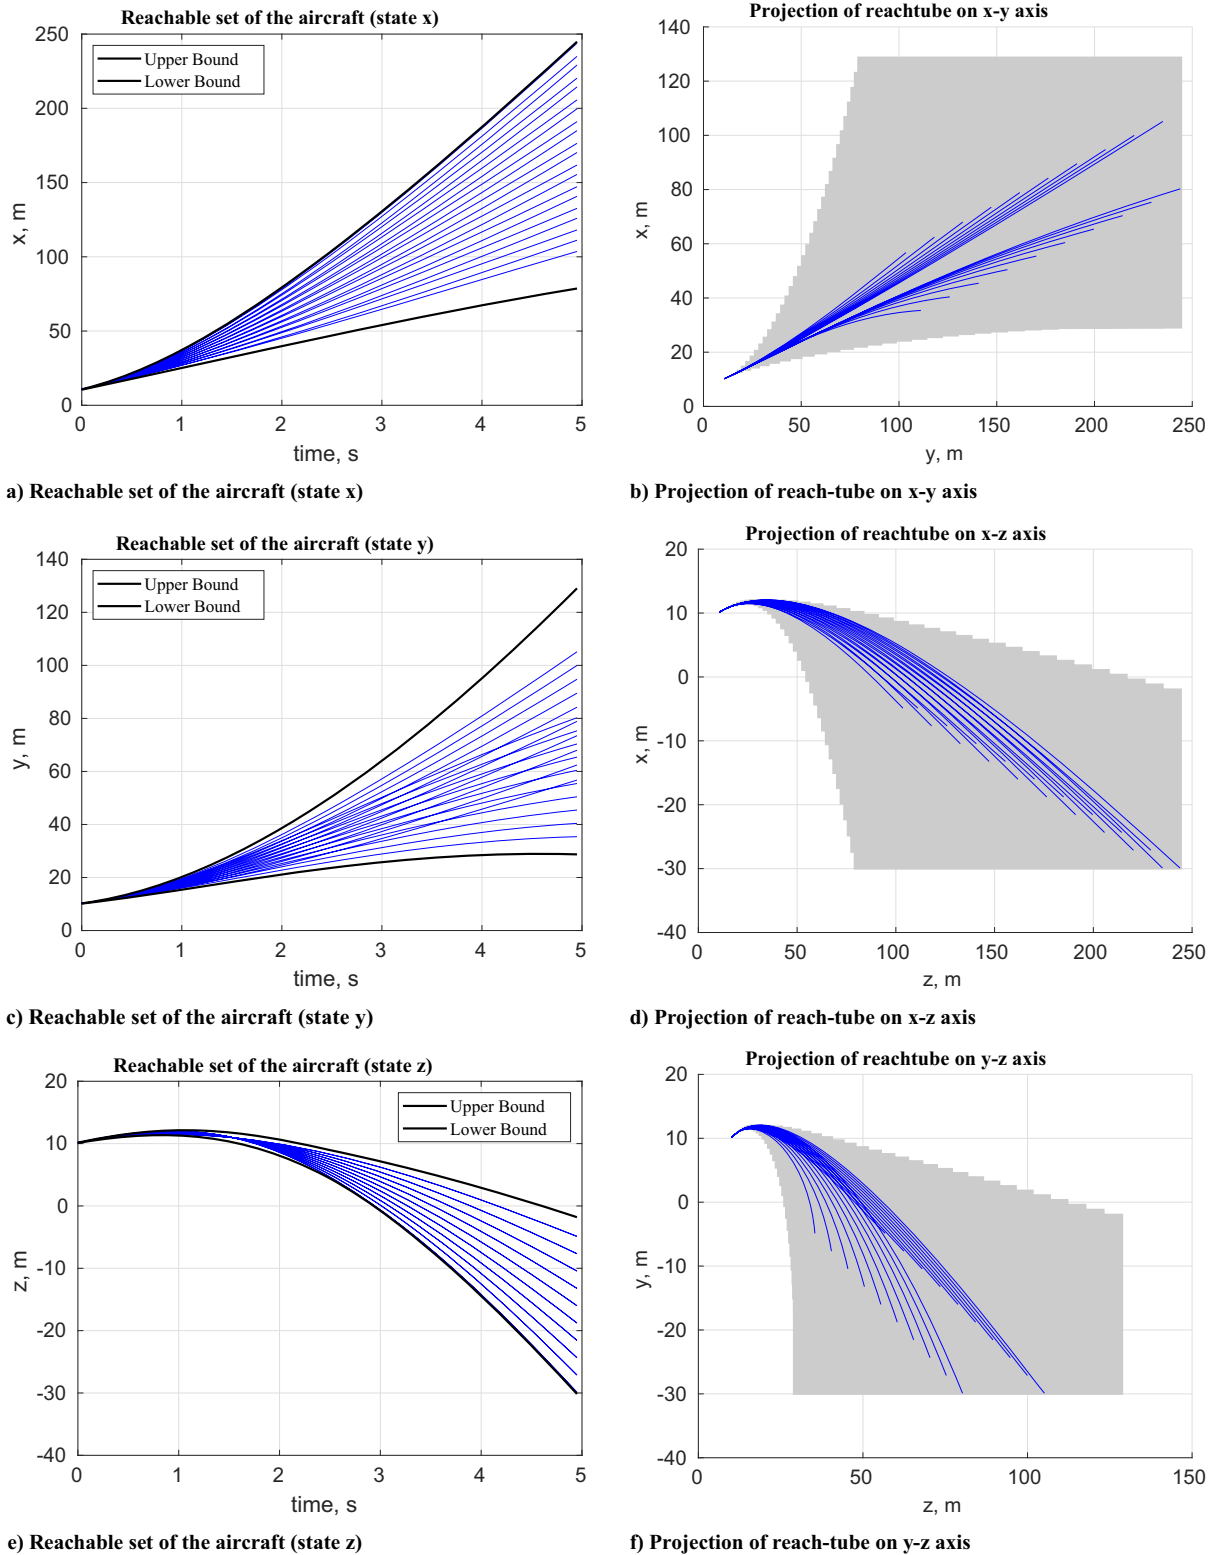 Reachable set of the aircraft (state x)
250
200
150
100
50
0
Upper Bound
Lower Bound
x, m
0 1 2 3 4 5
time, s
a) Reachable set of the aircraft (state x)
Projection of reachtube on x-y axis
140
120
100
80
60
40
20
0
x, m
0 50 100 150 200 250
y, m
b) Projection of reach-tube on x-y axis
Reachable set of the aircraft (state y)
140
120
100
80
60
40
20
0
Upper Bound
Lower Bound
y, m
0 1 2 3 4 5
time, s
c) Reachable set of the aircraft (state y)
Projection of reachtube on x-z axis
20
10
0
-10
-20
-30
-40
x, m
0 50 100 150 200 250
z, m
d) Projection of reach-tube on x-z axis
Reachable set of the aircraft (state z)
20
10
0
-10
-20
-30
-40
Upper Bound
Lower Bound
z, m
0 1 2 3 4 5
time, s
e) Reachable set of the aircraft (state z)
Projection of reachtube on y-z axis
20
10
0
-10
-20
-30
-40
y, m
0 50 100 150
z, m
f) Projection of reach-tube on y-z axis